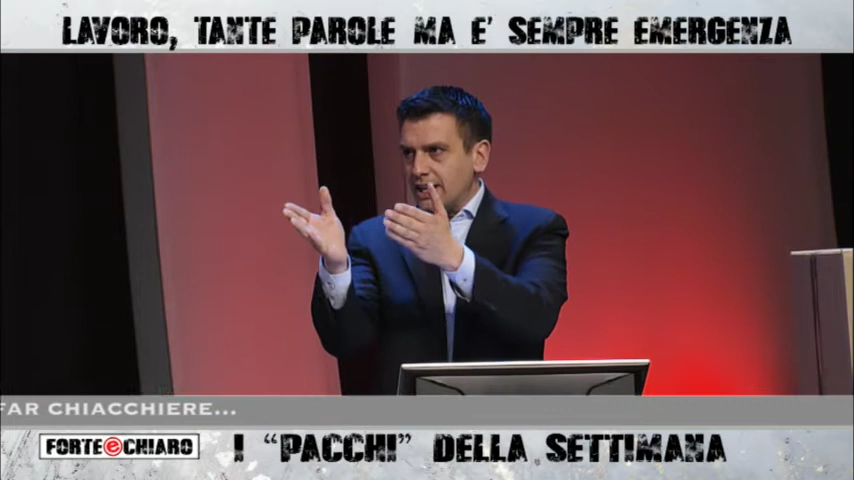 LAVORO, TANTE PAROLE MA E' SEMPRE EMERGENZA
FAR CHIACCHIERE...
FORTE e CHIARO
I “PACCHI” DELLA SETTIMANA